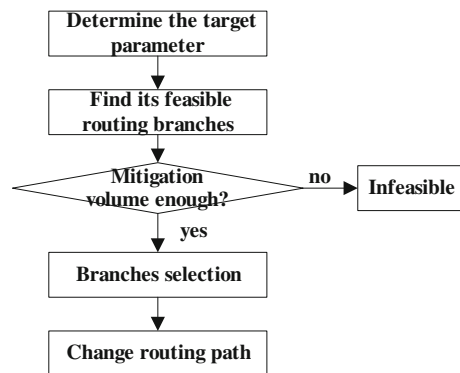 Determine the target
parameter
Find its feasible
routing branches
Mitigation
volume enough?
no
Infeasible
yes
Branches selection
Change routing path